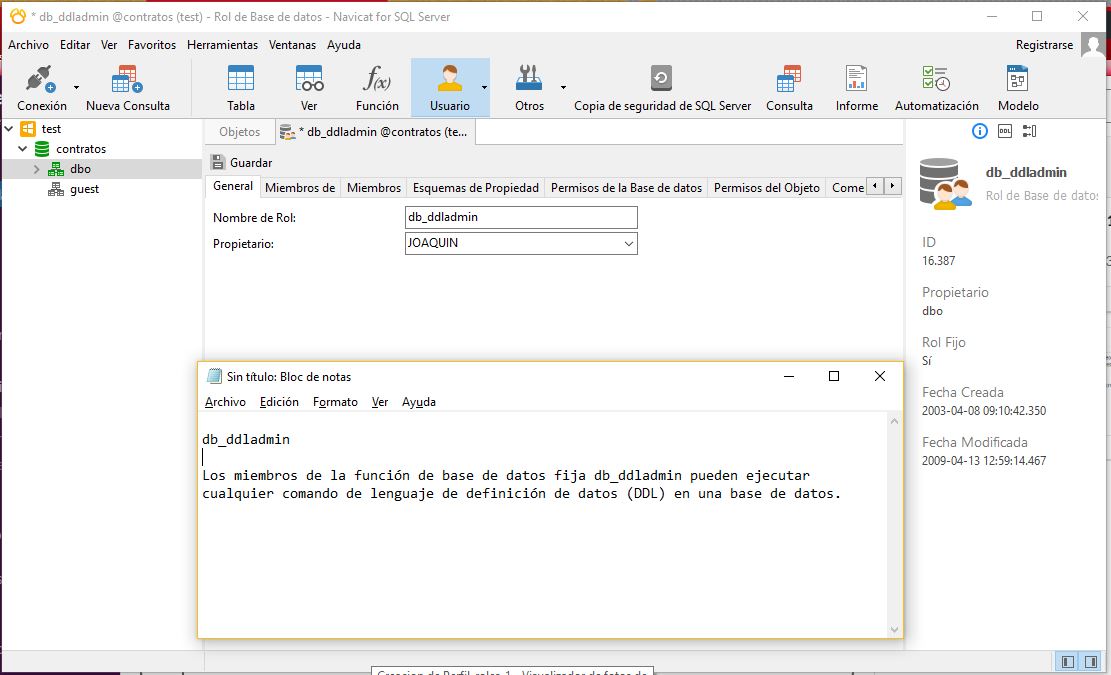 * db_ddladmin @contratos (test) - Rol de Base de datos - Navicat for SQL Server
Archivo Editar Ver Favoritos Herramientas Ventanas Ayuda
Registrarse
Conexión
Nueva Consulta
Tabla
Ver
f(x)
Función
Usuario
Otros
Copia de seguridad de SQL Server
Consulta
Informe
Automatización
Modelo
test
contratos
dbo
guest
Objetos
* db_ddladmin @contratos (te...
Guardar
General Miembros de Miembros Esquemas de Propiedad Permisos de la Base de datos Permisos del Objeto Come
Nombre de Rol: db_ddladmin
Propietario: JOAQUIN
DDL
db_ddladmin
Rol de Base de datos
ID
16.387
Propietario
dbo
Rol Fijo
Sí
Fecha Creada
2003-04-08 09:10:42.350
Fecha Modificada
2009-04-13 12:59:14.467
Sin título: Bloc de notas
Archivo Edición Formato Ver Ayuda
db_ddladmin
Los miembros de la función de base de datos fija db_ddladmin pueden ejecutar
cualquier comando de lenguaje de definición de datos (DDL) en una base de datos.